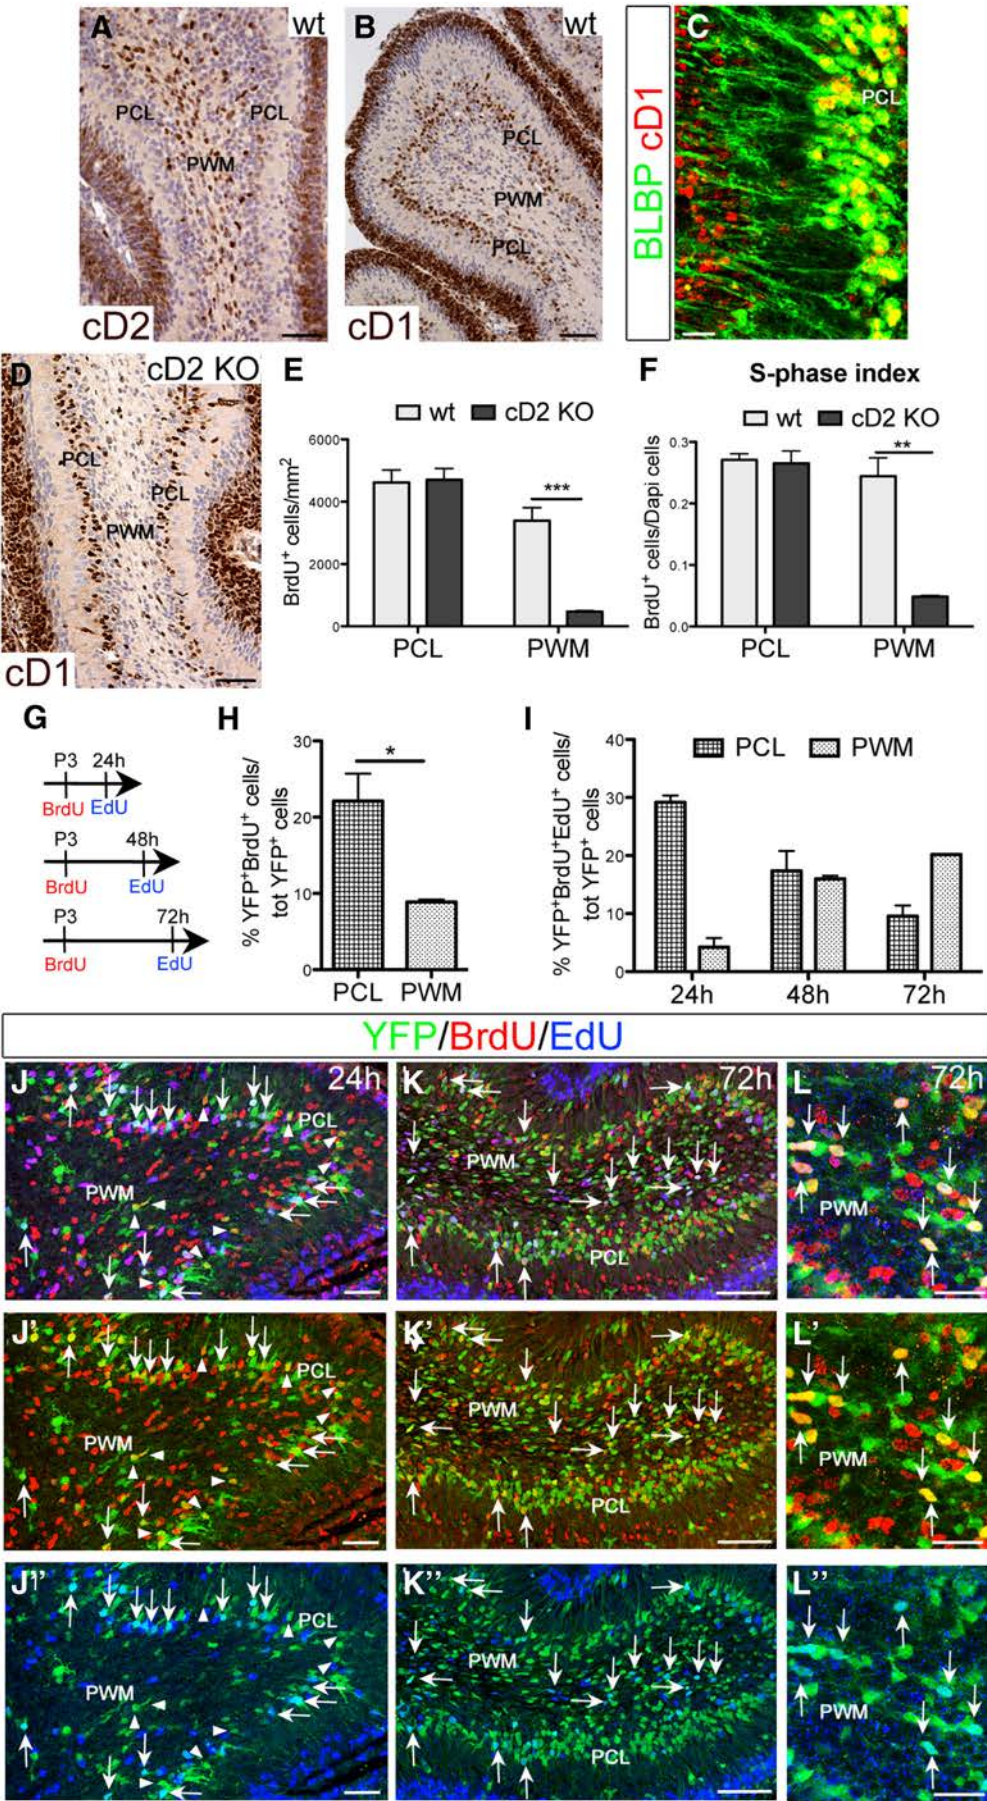 A
wt
PCL
PCL
PWM
cD2
B
wt
PCL
PWM
PCL
cD1
BLBP cD1
C
PCL
D
cD2 KO
PCL
PCL
PWM
cD1
E
wt
cD2 KO
BrdU⁺ cells/mm²
6000
4000
2000
0
***
PCL
PWM
F
S-phase index
wt
cD2 KO
BrdU⁺ cells/Dapi cells
0.3
0.2
0.1
0.0
**
PCL
PWM
G
P3 24h
BrdU EdU
P3 48h
BrdU EdU
P3 72h
BrdU EdU
H
% YFP⁺BrdU⁺ cells/
tot YFP⁺ cells
30
20
10
0
*
PCL PWM
I
% YFP⁺BrdU⁺EdU⁺ cells/
tot YFP⁺ cells
40
30
20
10
0
PCL
PWM
24h
48h
72h
YFP/BrdU/EdU
J
24h
PCL
PWM
K
72h
PWM
PCL
L
72h
PWM
J'
PCL
PWM
K'
PWM
PCL
L'
PWM
J''
PCL
PWM
K''
PWM
PCL
L''
PWM